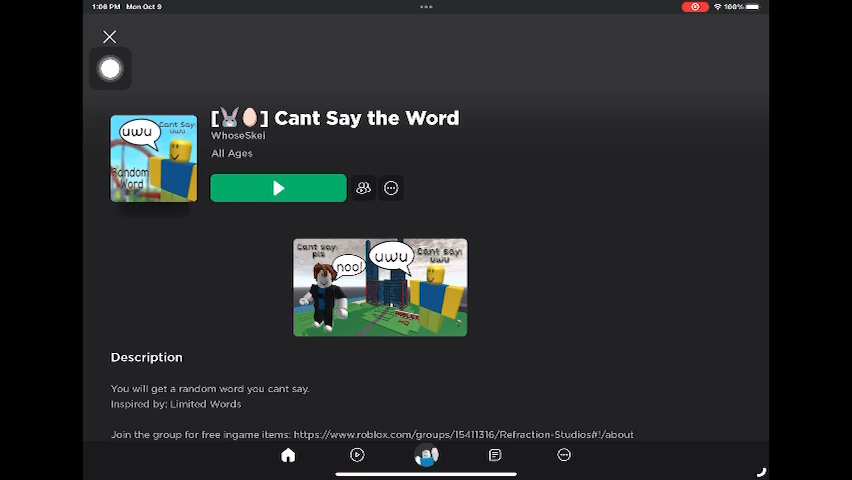 1:06 PM Mon Oct 9
100%
[🐰🥚] Cant Say the Word
WhoseSkei
All Ages
uwu
Cant Say:
uwu
Random
Word
Cant say:
pls
noo!
uwu
Cant say:
uwu
ROBLOX
Description
You will get a random word you cant say.
Inspired by: Limited Words
Join the group for free ingame items: https://www.roblox.com/groups/15411316/Refraction-Studios#!/about